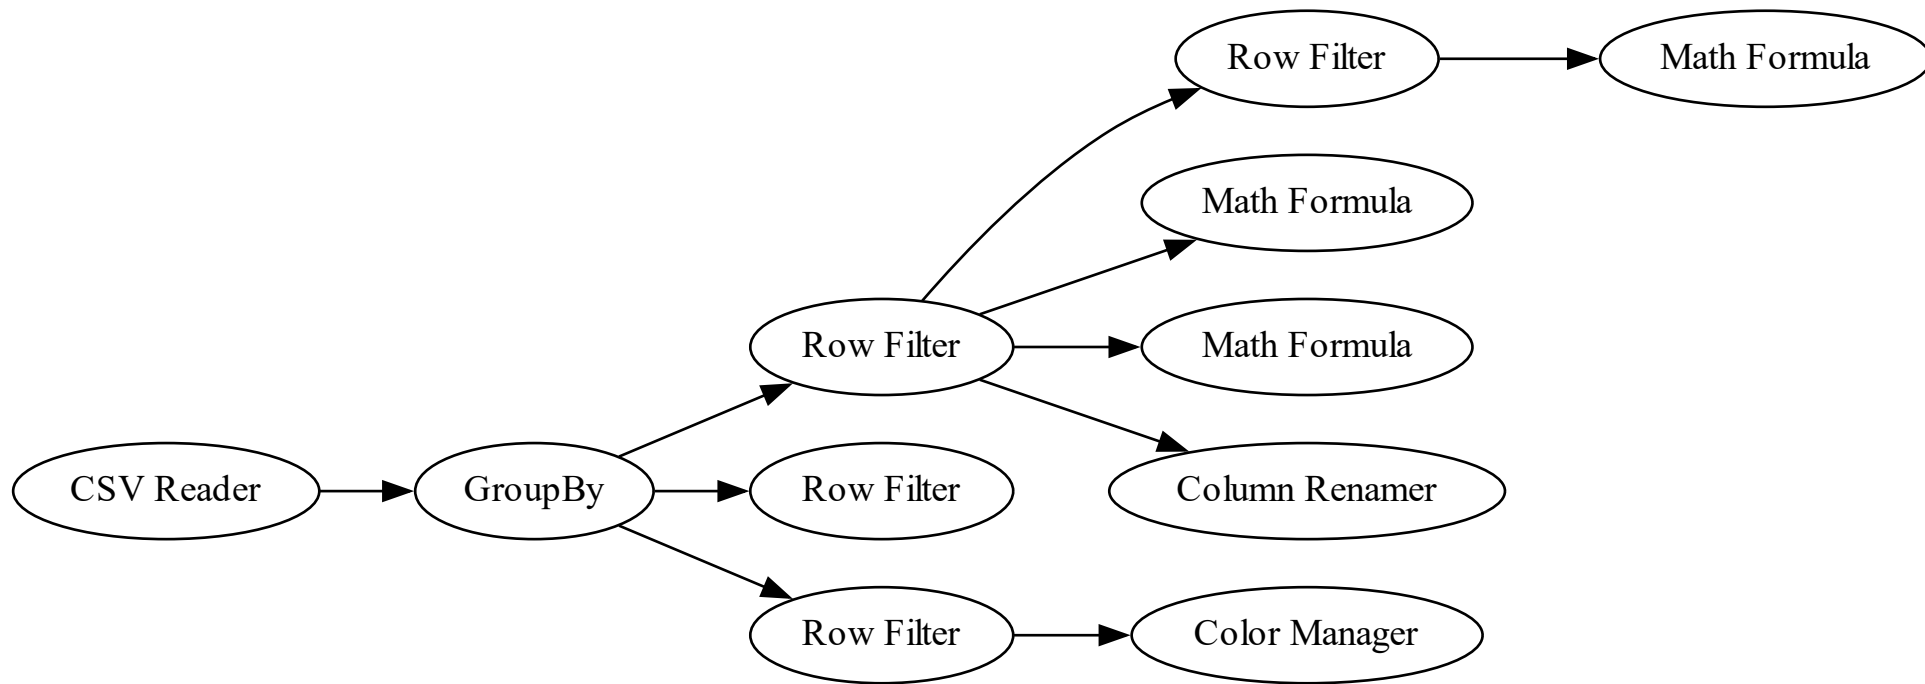 Row Filter
Math Formula
Math Formula
Row Filter
Math Formula
CSV Reader
GroupBy
Row Filter
Column Renamer
Row Filter
Color Manager